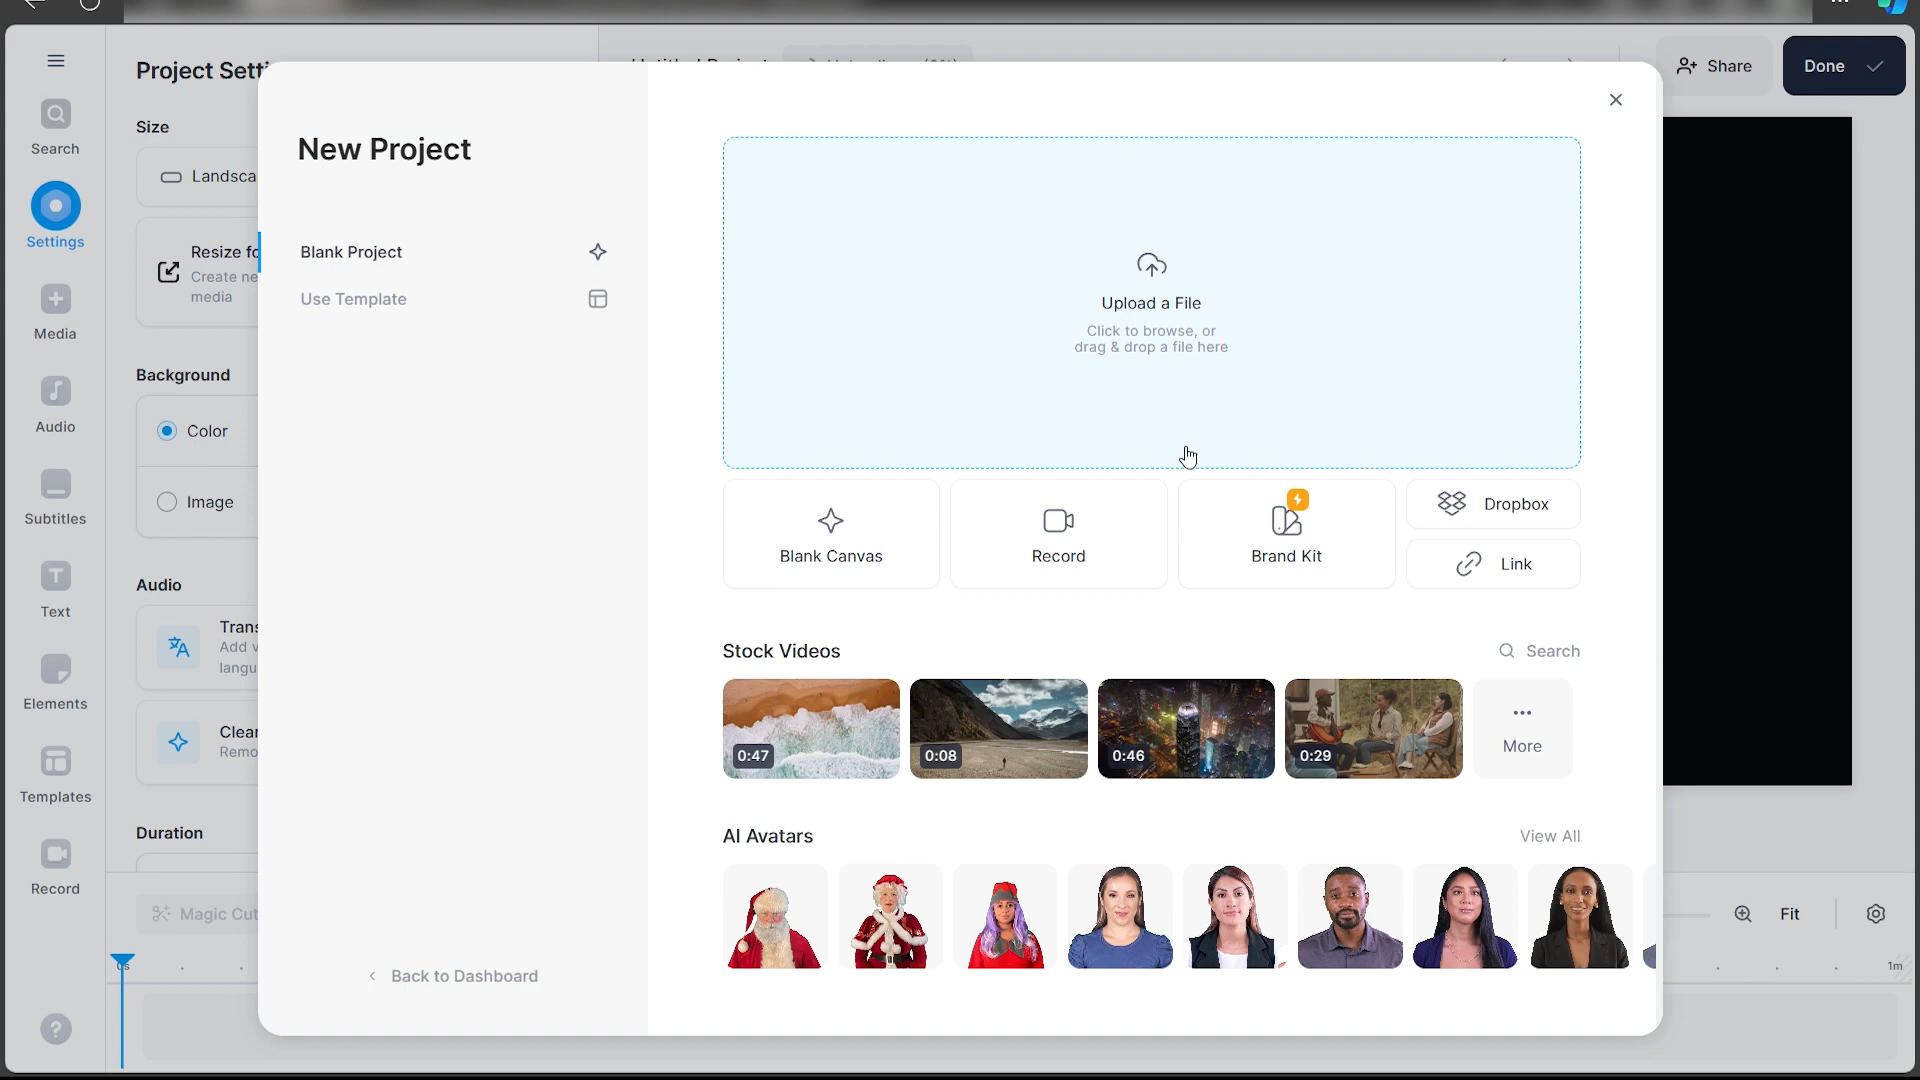 Project Setti
Share
Done
Search
Settings
Media
Audio
Subtitles
Text
Elements
Templates
Record
Size
Landsca
Resize fo
Create ne
media
Background
Color
Image
Audio
Trans
Add v
langu
Clear
Remo
Duration
Magic Cut
0s
New Project
Blank Project
Use Template
Back to Dashboard
Upload a File
Click to browse, or
drag & drop a file here
Blank Canvas
Record
Brand Kit
Dropbox
Link
Stock Videos
Search
0:47
0:08
0:46
0:29
More
AI Avatars
View All
Fit
1m
?